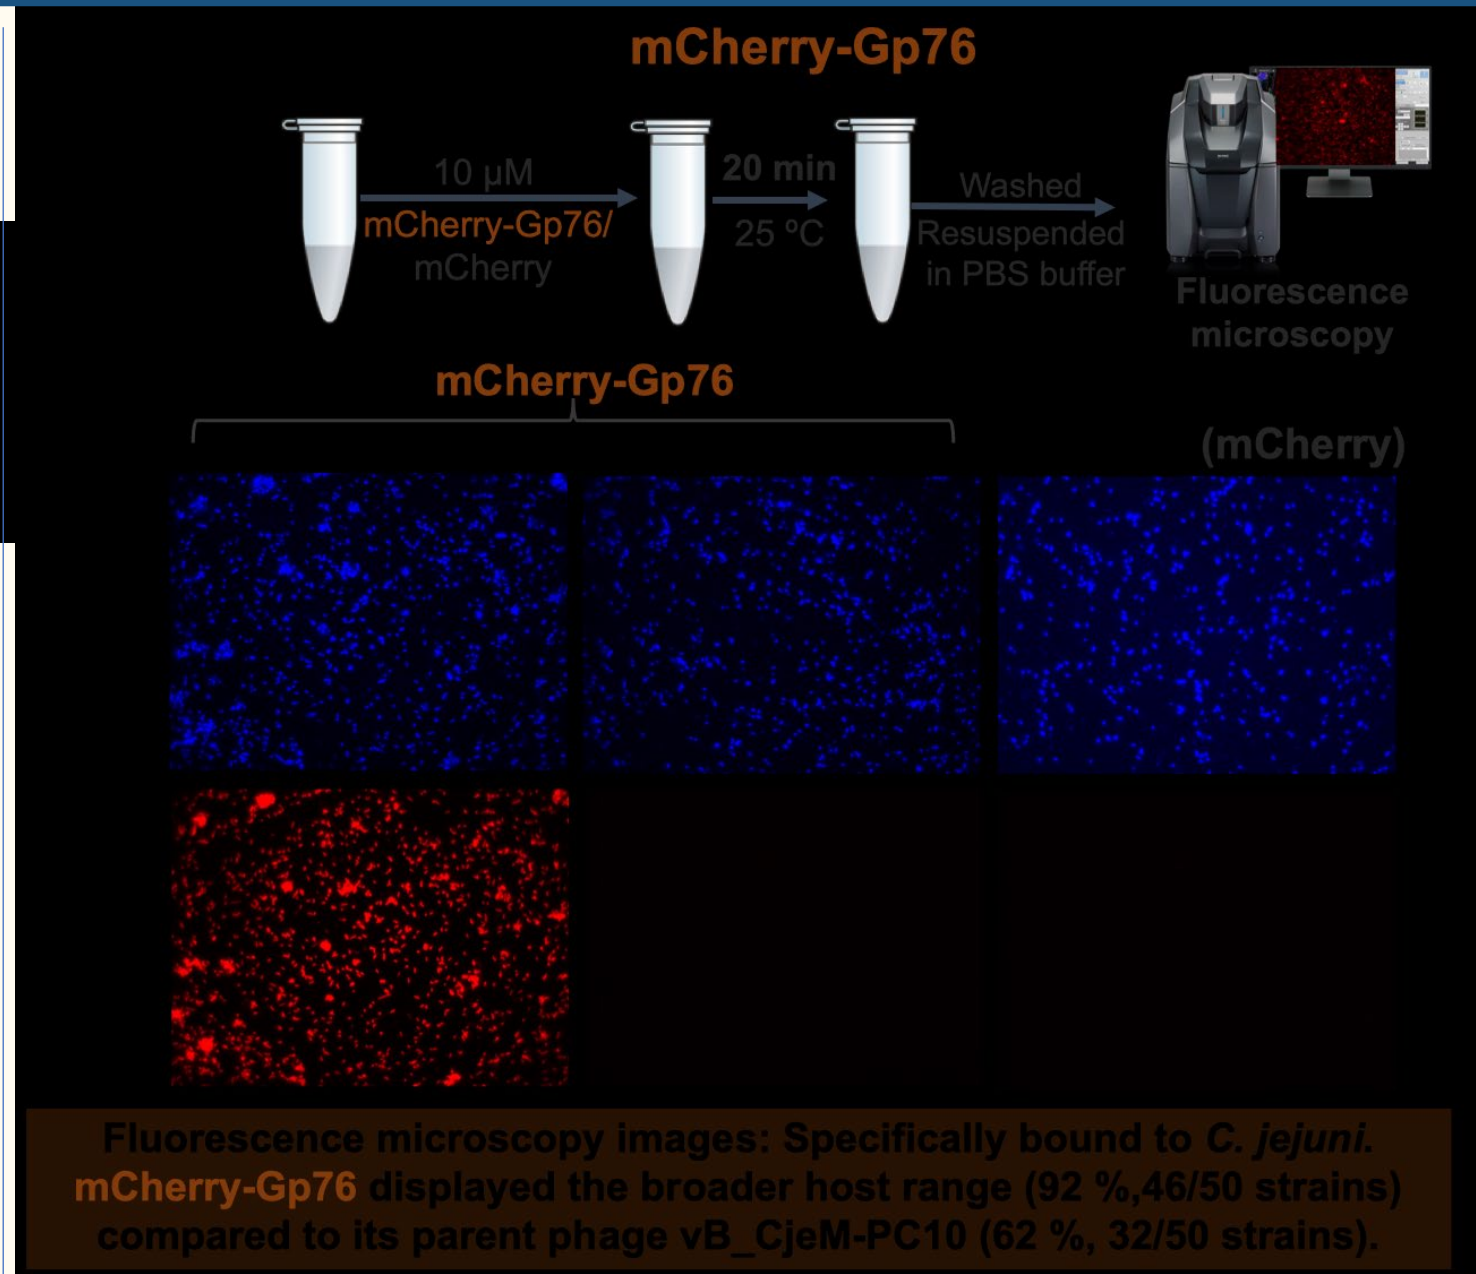 mCherry-Gp76
10 µM
mCherry-Gp76/
mCherry
20 min
25 ºC
Washed
Resuspended
in PBS buffer
Fluorescence
microscopy
mCherry-Gp76
(mCherry)
Fluorescence microscopy images: Specifically bound to C. jejuni.
mCherry-Gp76 displayed the broader host range (92 %,46/50 strains)
compared to its parent phage vB_CjeM-PC10 (62 %, 32/50 strains).